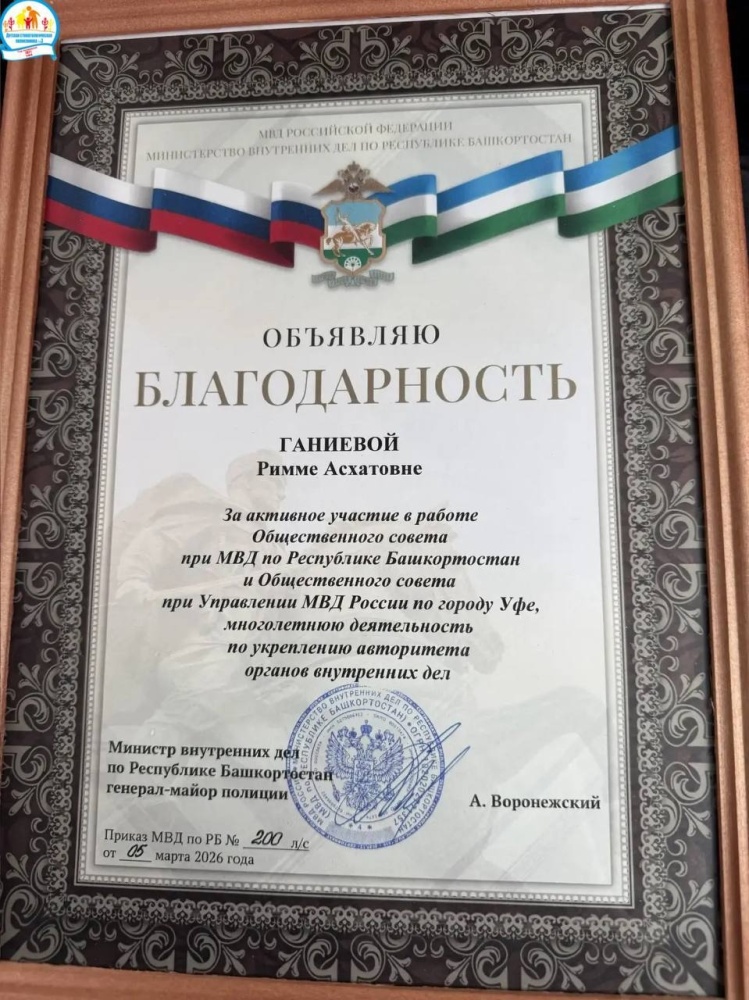 Детская стоматологическая
поликлиника
МВД РОССИЙСКОЙ ФЕДЕРАЦИИ
МИНИСТЕРСТВО ВНУТРЕННИХ ДЕЛ ПО РЕСПУБЛИКЕ БАШКОРТОСТАН
ОБЪЯВЛЯЮ
БЛАГОДАРНОСТЬ
ГАНИЕВОЙ
Римме Асхатовне
За активное участие в работе
Общественного совета
при МВД по Республике Башкортостан
и Общественного совета
при Управлении МВД России по городу Уфе,
многолетнюю деятельность
по укреплению авторитета
органов внутренних дел
Министр внутренних дел
по Республике Башкортостан
генерал-майор полиции
А. Воронежский
Приказ МВД по РБ № 200 л/с
от 05 марта 2026 года